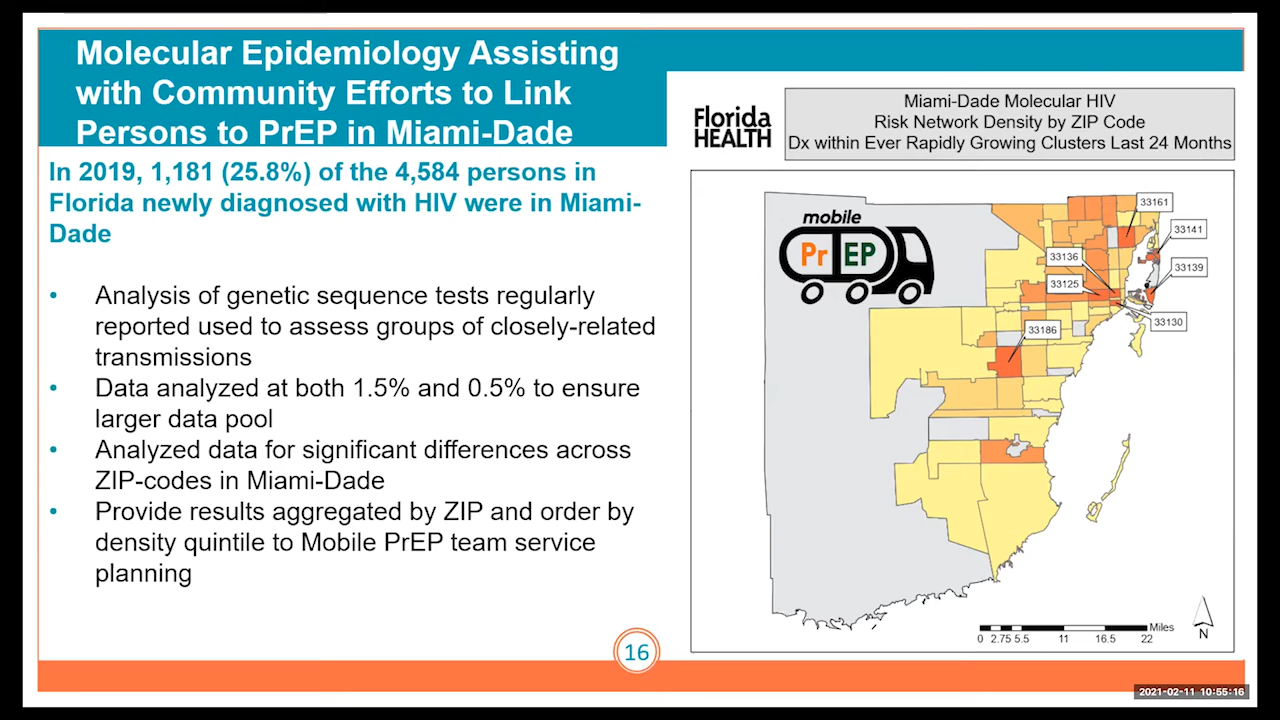 Molecular Epidemiology Assisting
with Community Efforts to Link
Persons to PrEP in Miami-Dade
In 2019, 1,181 (25.8%) of the 4,584 persons in
Florida newly diagnosed with HIV were in Miami-
Dade
• Analysis of genetic sequence tests regularly
reported used to assess groups of closely-related
transmissions
• Data analyzed at both 1.5% and 0.5% to ensure
larger data pool
• Analyzed data for significant differences across
ZIP-codes in Miami-Dade
• Provide results aggregated by ZIP and order by
density quintile to Mobile PrEP team service
planning
Florida
HEALTH
Miami-Dade Molecular HIV
Risk Network Density by ZIP Code
Dx within Ever Rapidly Growing Clusters Last 24 Months
mobile
PrEP
33161
33141
33136
33139
33125
33130
33186
Miles
0 2.75 5.5 11 16.5 22
N
16
2021-02-11 10:55:16